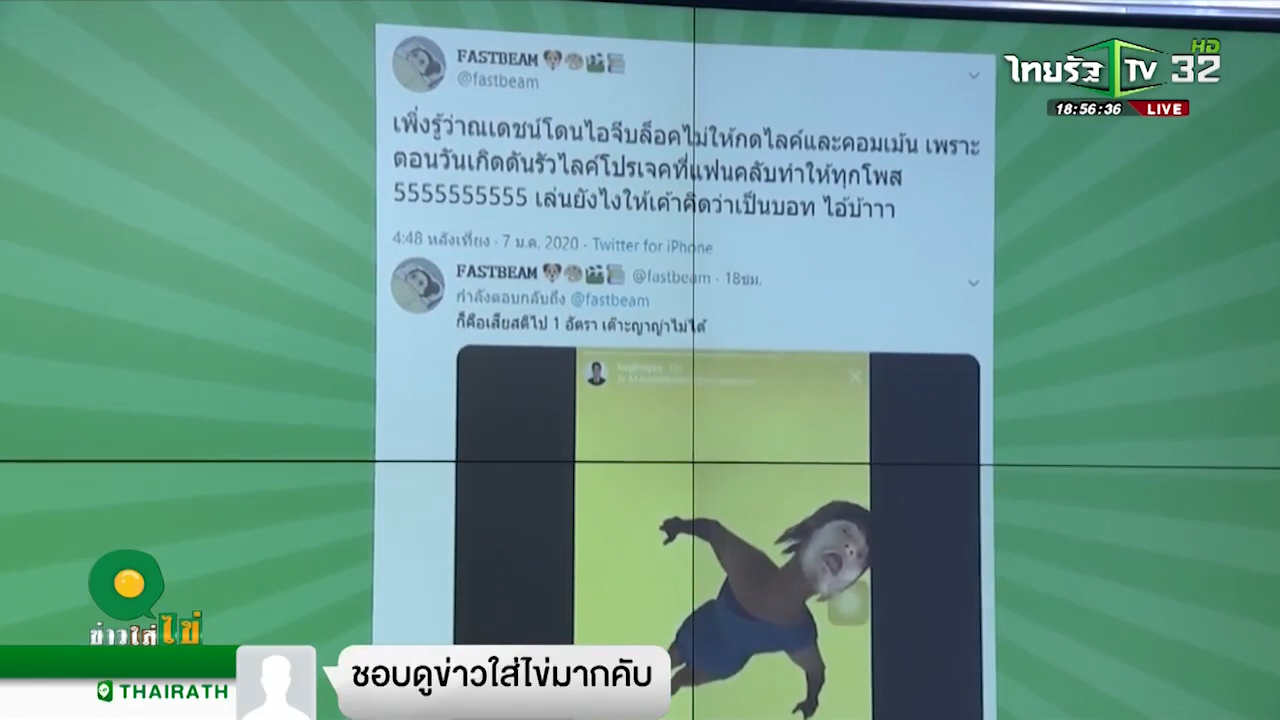 FASTBEAM
@fastbeam
ไทยรัฐ TV HD 32
18:56:36 LIVE
เพิ่งรู้ว่าณเดชน์โดนไอจีบล็อคไม่ให้กดไลค์และคอมเม้น เพราะ
ตอนวันเกิดดันรัวไลค์โปรเจคที่แฟนคลับทำให้ทุกโพส
5555555555 เล่นยังไงให้เค้าคิดว่าเป็นบอท ไอ้บ้าาา
4:48 หลังเที่ยง · 7 ม.ค. 2020 · Twitter for iPhone
FASTBEAM @fastbeam · 18ชม.
กำลังตอบกลับถึง @fastbeam
ก็คือเสียสติไป 1 อัตรา เต๊าะญาญ่าไม่ได้
ข่าวใส่ไข่
THAIRATH
ชอบดูข่าวใส่ไข่มากคับ